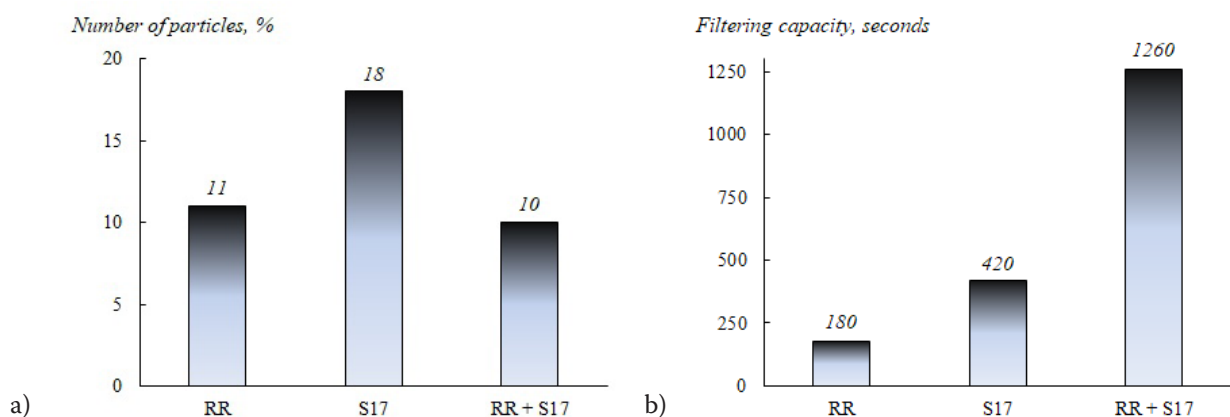 Number of particles, %
20
15
10
5
0
11
18
10
RR
S17
RR + S17
a)
Filtering capacity, seconds
1250
1000
750
500
250
0
180
420
1260
RR
S17
RR + S17
b)